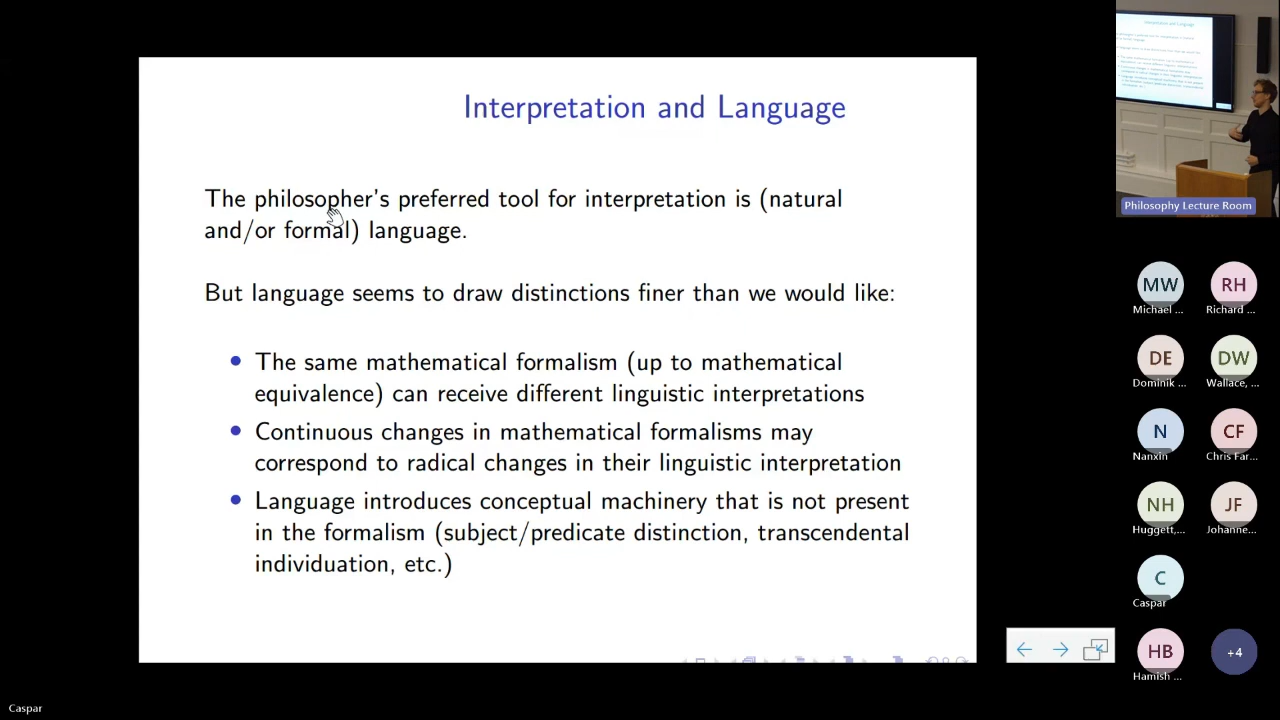 Interpretation and Language
The philosopher's preferred tool for interpretation is (natural
and/or formal) language.
But language seems to draw distinctions finer than we would like:
The same mathematical formalism (up to mathematical
equivalence) can receive different linguistic interpretations
Continuous changes in mathematical formalisms may
correspond to radical changes in their linguistic interpretation
Language introduces conceptual machinery that is not present
in the formalism (subject/predicate distinction, transcendental
individuation, etc.)
Interpretation and Language
Philosophy Lecture Room
MW
RH
Michael ...
Richard ...
DE
DW
Dominik ...
Wallace, ...
N
CF
Nanxin
Chris Far...
NH
JF
Huggett,...
Johanne...
C
Caspar
HB
+4
Hamish ...
Caspar